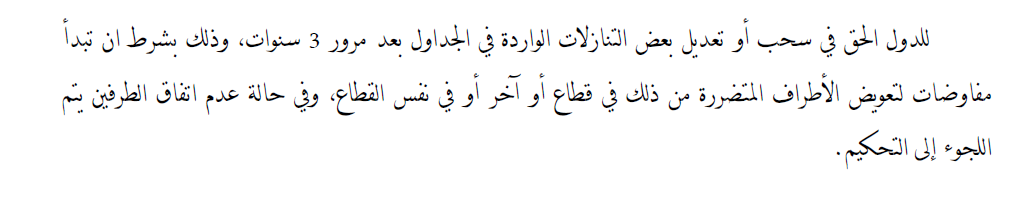 للدول الحق في سحب أو تعديل بعض التنازلات الواردة في الجداول بعد مرور 3 سنوات، وذلك بشرط ان تبدأ
مفاوضات لتعويض الأطراف المتضررة من ذلك في قطاع أو آخر أو في نفس القطاع، وفي حالة عدم اتفاق الطرفين يتم
اللجوء إلى التحكيم.